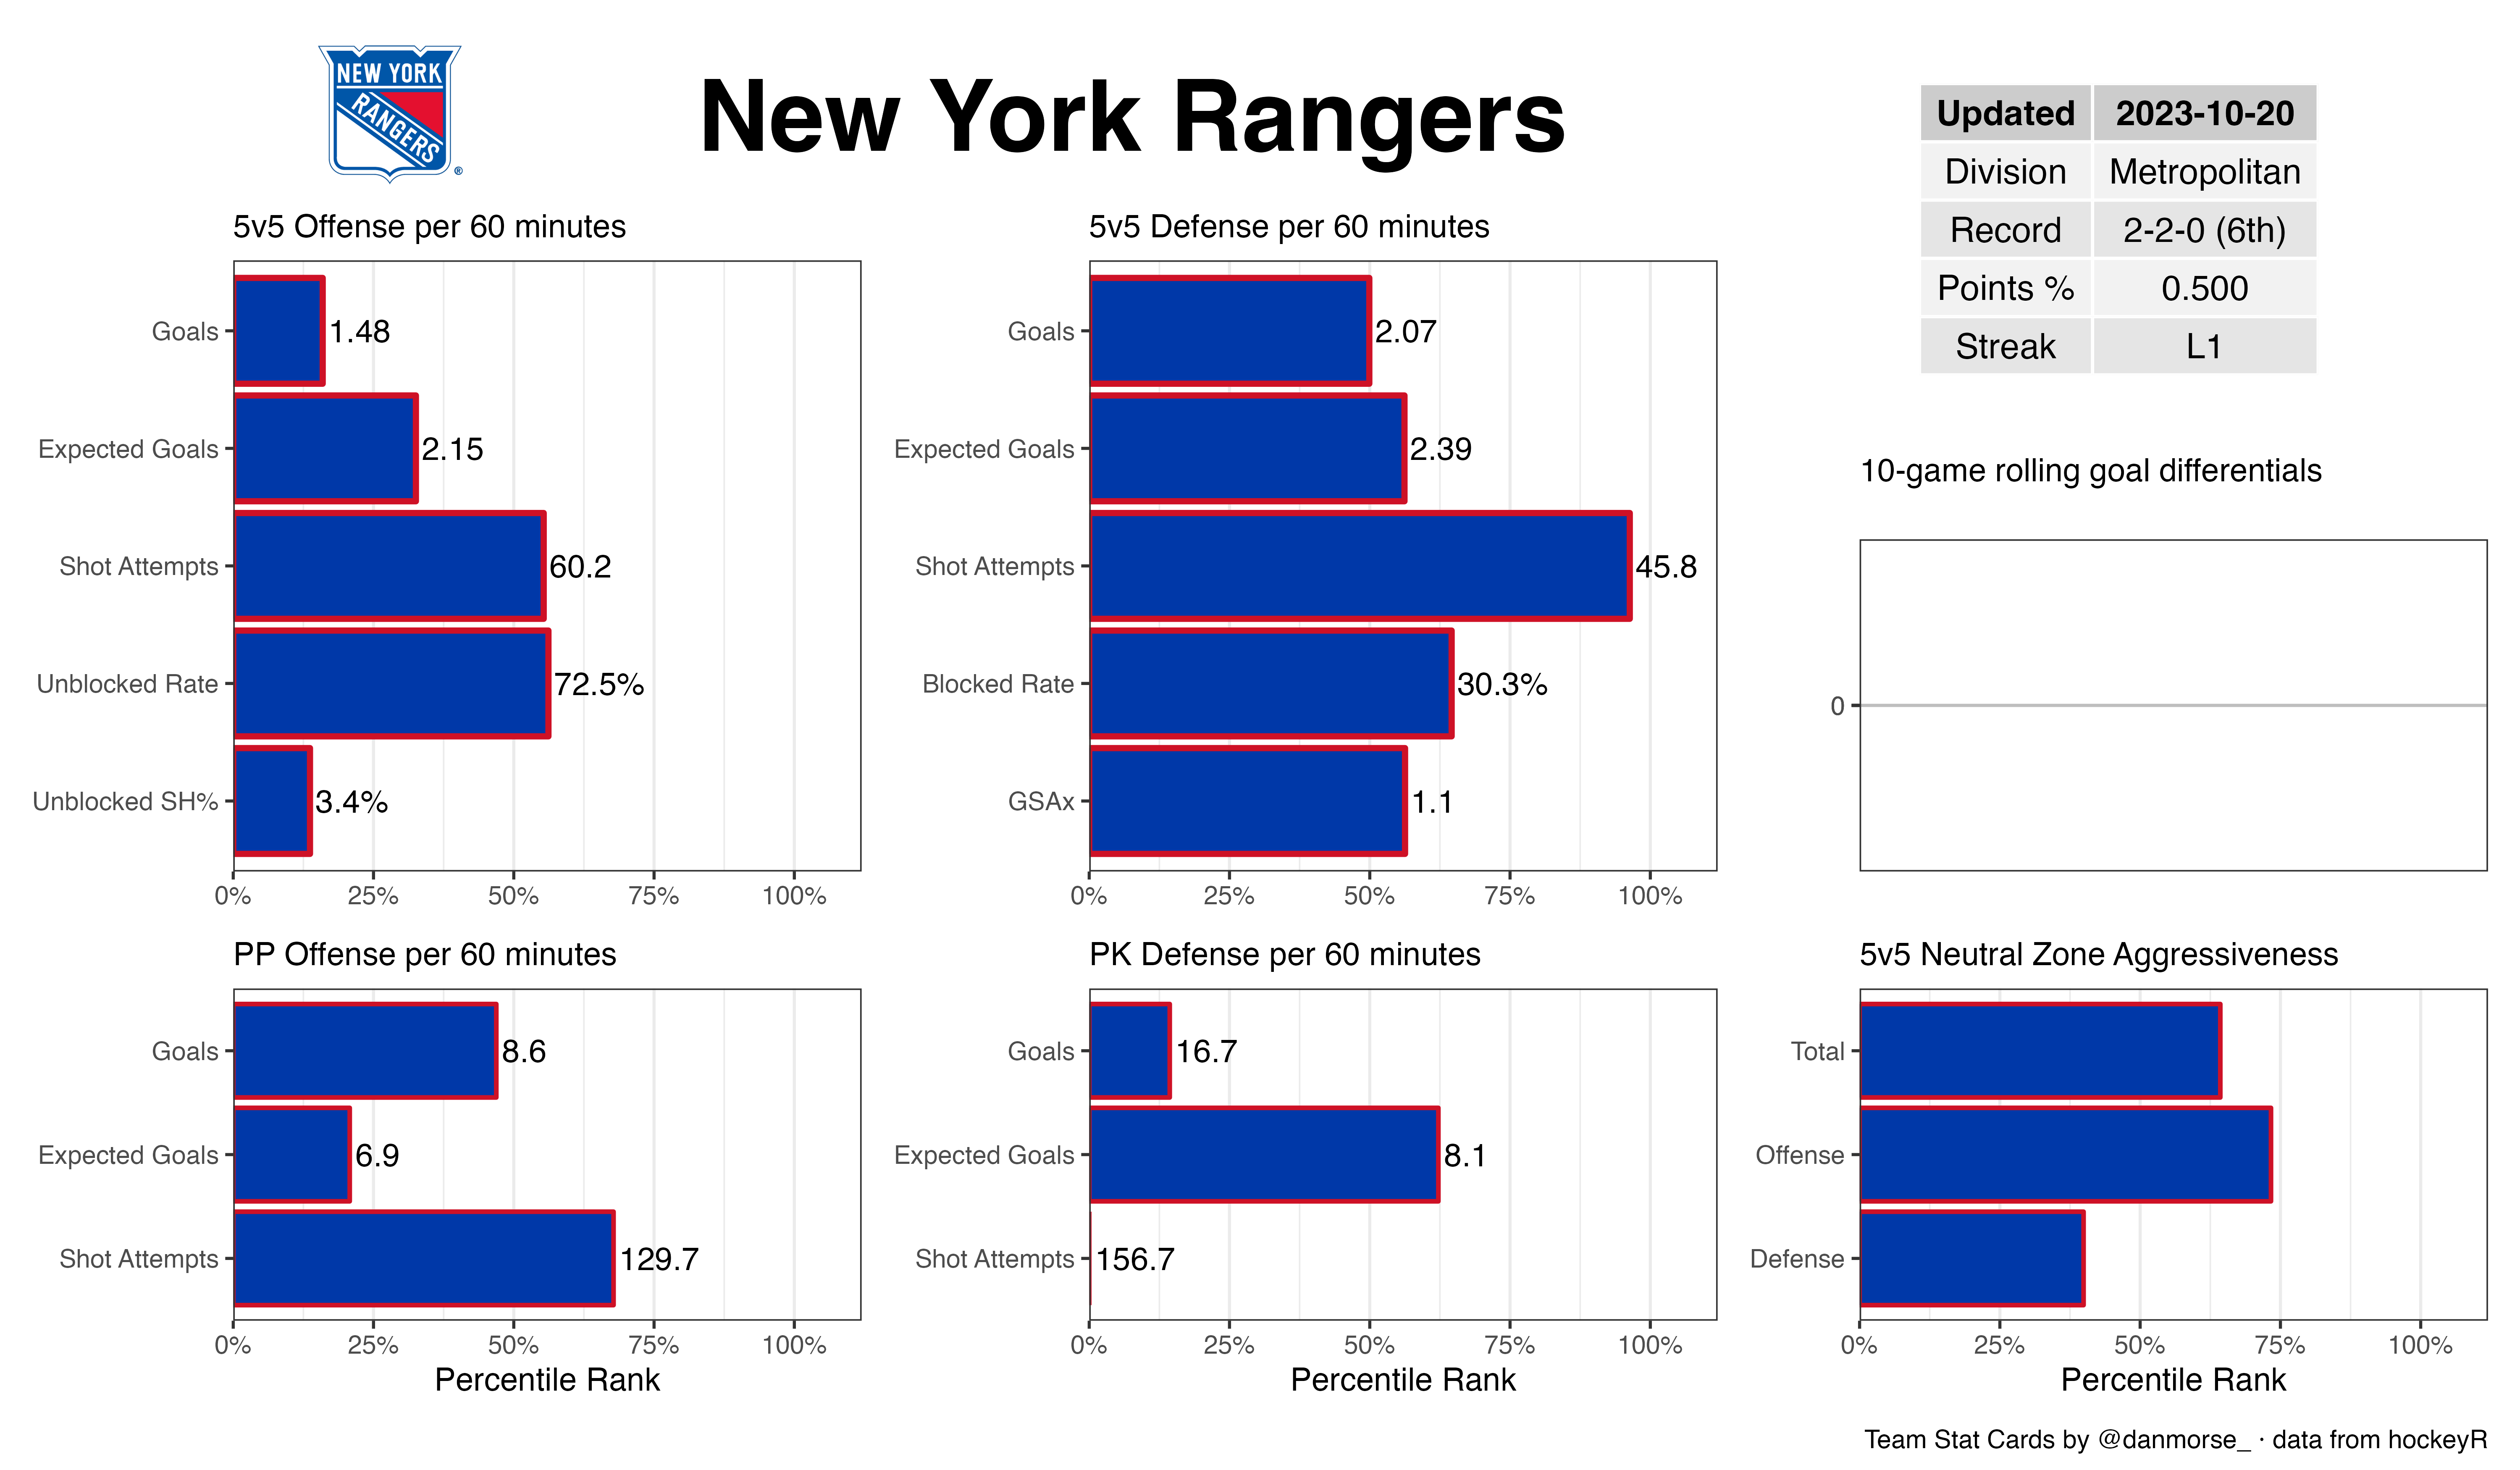 NEW YORK
RANGERS
®
New York Rangers
Updated 2023-10-20
Division Metropolitan
Record 2-2-0 (6th)
Points % 0.500
Streak L1
5v5 Offense per 60 minutes
Goals 1.48
Expected Goals 2.15
Shot Attempts 60.2
Unblocked Rate 72.5%
Unblocked SH% 3.4%
0% 25% 50% 75% 100%
5v5 Defense per 60 minutes
Goals 2.07
Expected Goals 2.39
Shot Attempts 45.8
Blocked Rate 30.3%
GSAx 1.1
0% 25% 50% 75% 100%
10-game rolling goal differentials
0
PP Offense per 60 minutes
Goals 8.6
Expected Goals 6.9
Shot Attempts 129.7
0% 25% 50% 75% 100%
Percentile Rank
PK Defense per 60 minutes
Goals 16.7
Expected Goals 8.1
Shot Attempts 156.7
0% 25% 50% 75% 100%
Percentile Rank
5v5 Neutral Zone Aggressiveness
Total
Offense
Defense
0% 25% 50% 75% 100%
Percentile Rank
Team Stat Cards by @danmorse_ · data from hockeyR